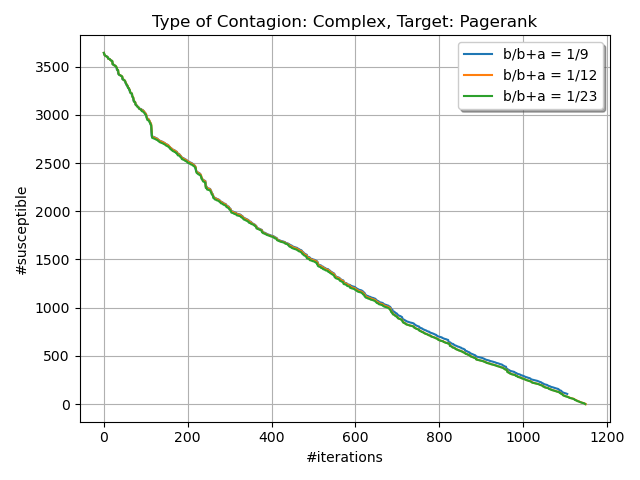 Type of Contagion: Complex, Target: Pagerank
b/b+a = 1/9
b/b+a = 1/12
b/b+a = 1/23
#susceptible
3500
3000
2500
2000
1500
1000
500
0
0 200 400 600 800 1000 1200
#iterations